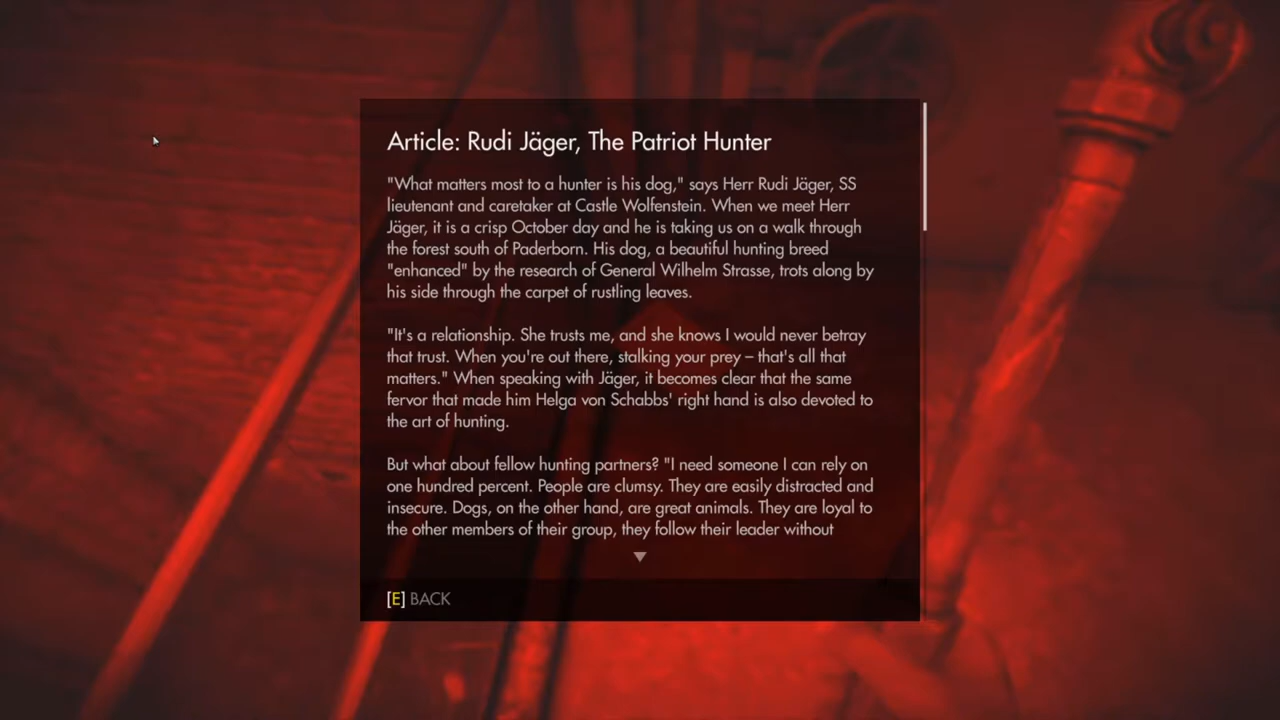 Article: Rudi Jäger, The Patriot Hunter
"What matters most to a hunter is his dog," says Herr Rudi Jäger, SS
lieutenant and caretaker at Castle Wolfenstein. When we meet Herr
Jäger, it is a crisp October day and he is taking us on a walk through
the forest south of Paderborn. His dog, a beautiful hunting breed
"enhanced" by the research of General Wilhelm Strasse, trots along by
his side through the carpet of rustling leaves.
"It's a relationship. She trusts me, and she knows I would never betray
that trust. When you're out there, stalking your prey – that's all that
matters." When speaking with Jäger, it becomes clear that the same
fervor that made him Helga von Schabbs' right hand is also devoted to
the art of hunting.
But what about fellow hunting partners? "I need someone I can rely on
one hundred percent. People are clumsy. They are easily distracted and
insecure. Dogs, on the other hand, are great animals. They are loyal to
the other members of their group, they follow their leader without
[E] BACK